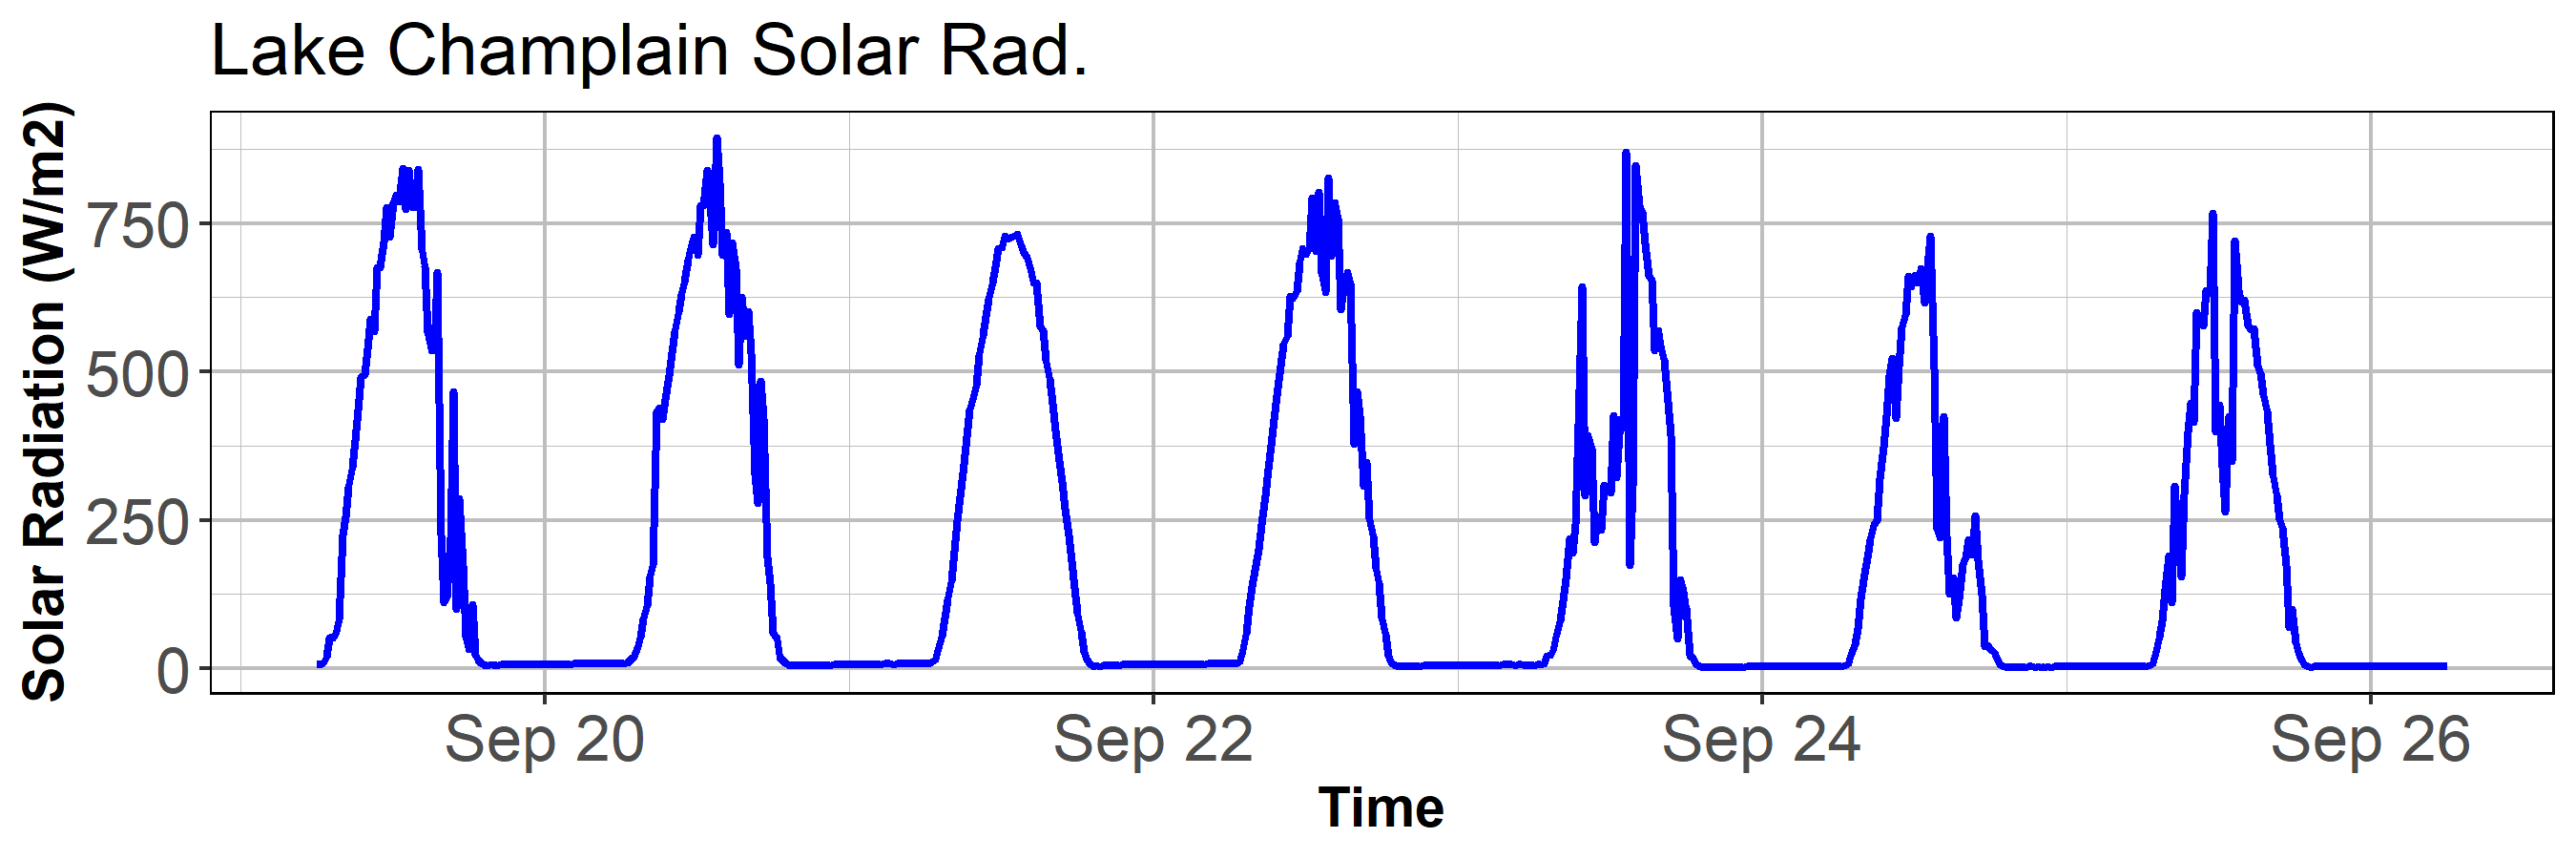 Lake Champlain Solar Rad.
Solar Radiation (W/m2)
750
500
250
0
Sep 20 Sep 22 Sep 24 Sep 26
Time